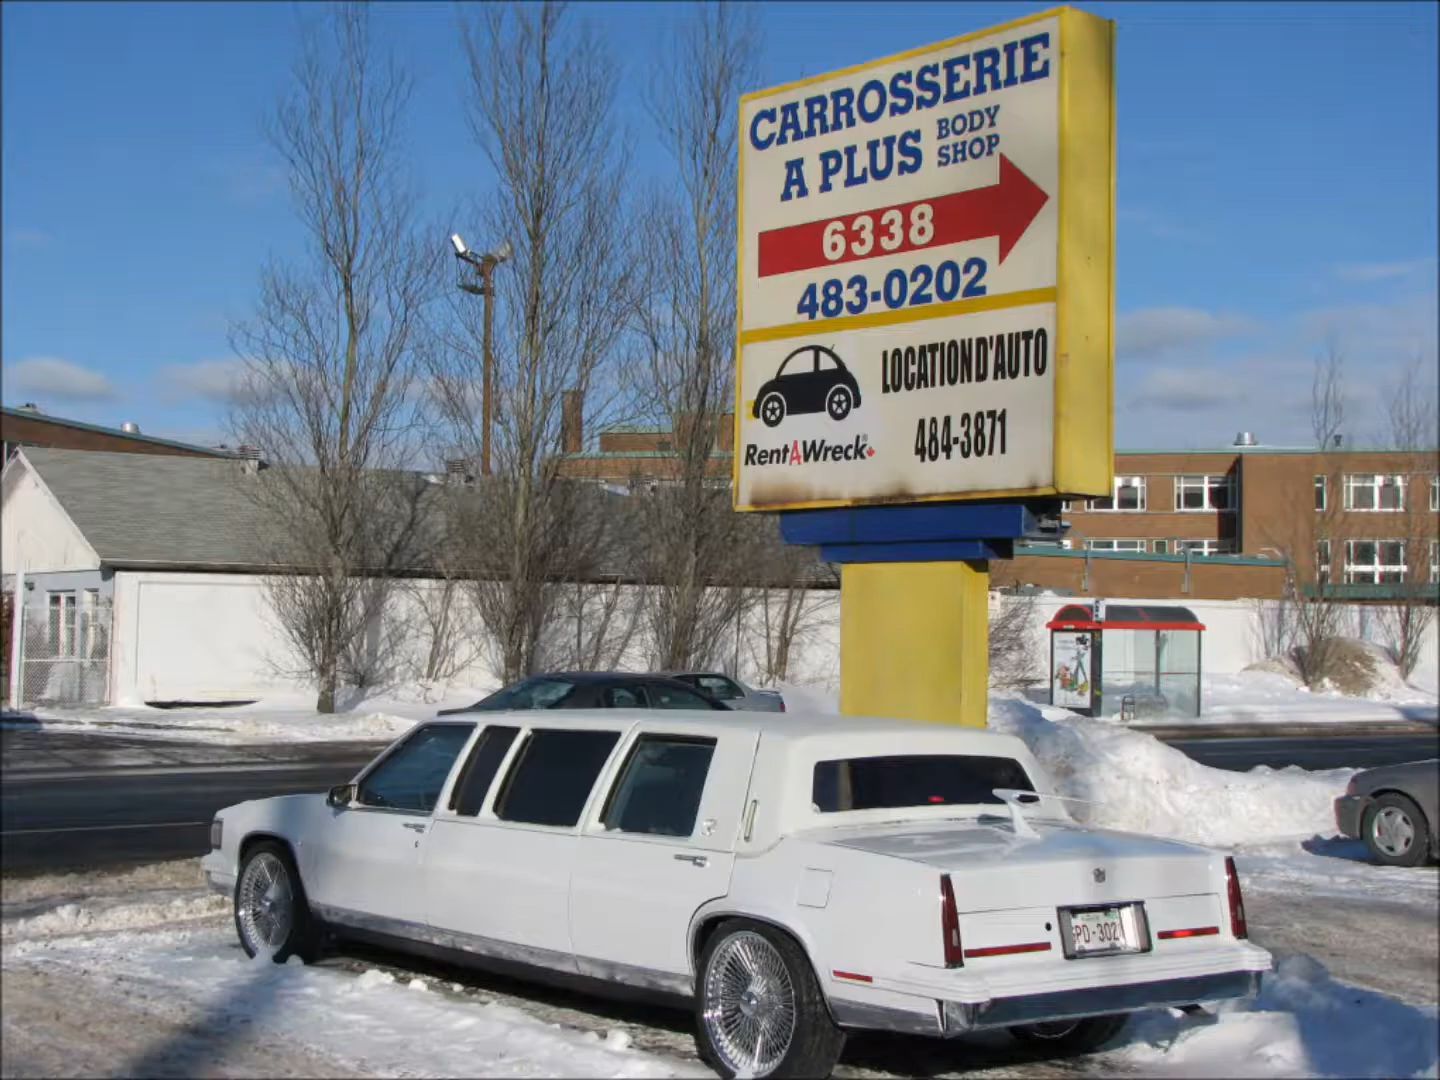 CARROSSERIE
A PLUS BODY
SHOP
6338
483-0202
LOCATION D'AUTO
RentAWreck
484-3871
PD-302